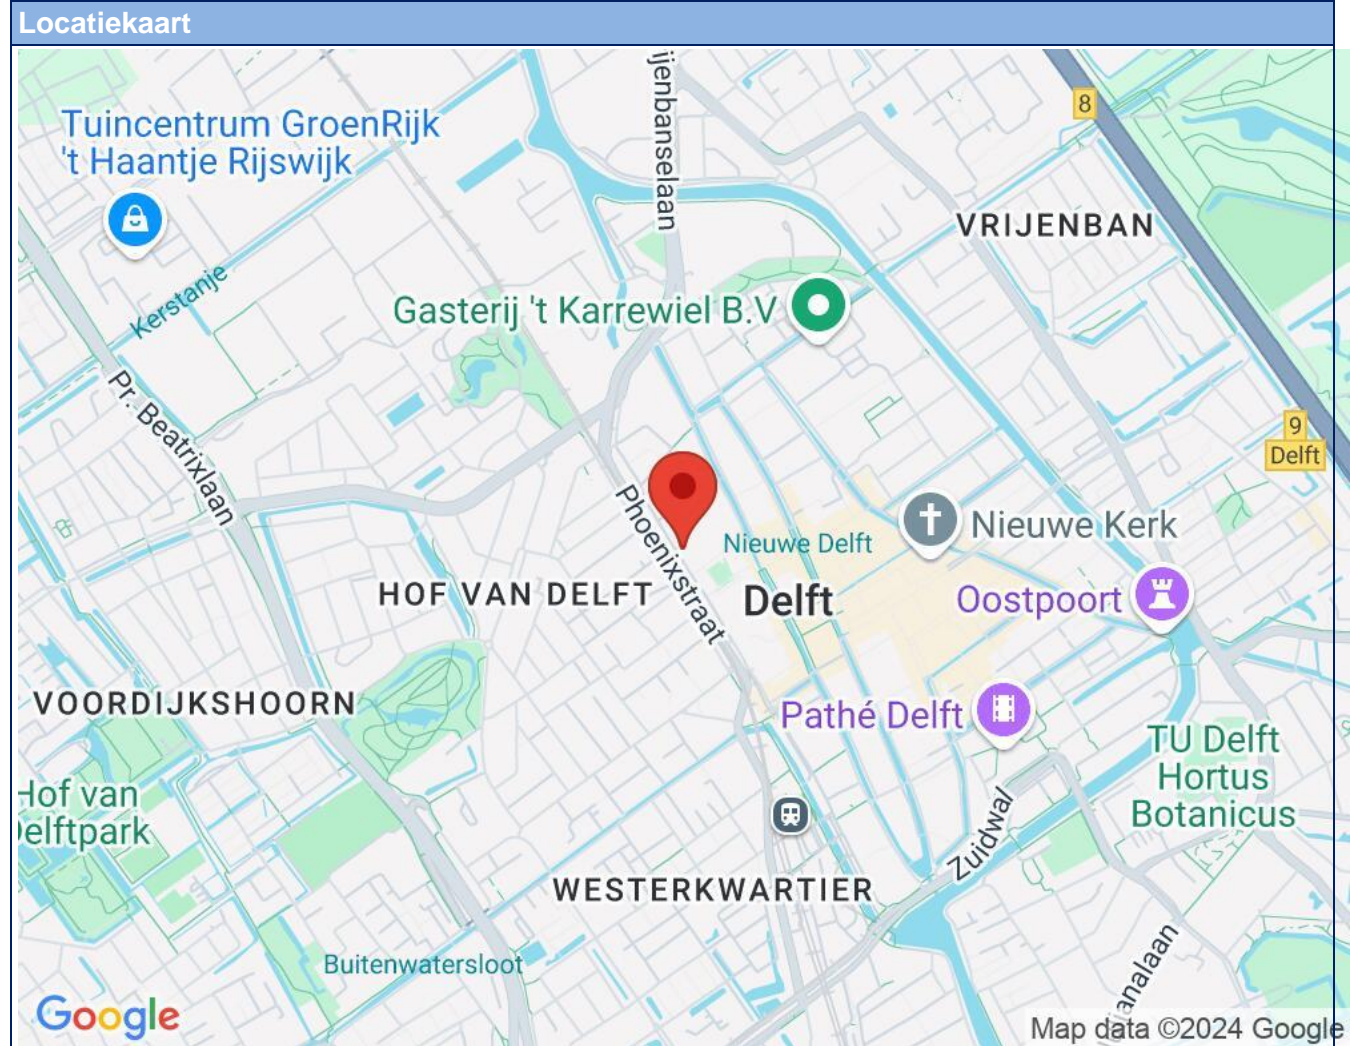 Locatiekaart
ijenbanselaan
8
Tuincentrum GroenRijk
't Haantje Rijswijk
VRIJENBAN
Kerstanje
Gasterij 't Karrewiel B.V
Pr. Beatrixlaan
9
Delft
Phoenixstraat
Nieuwe Kerk
Nieuwe Delft
HOF VAN DELFT
Delft
Oostpoort
VOORDIJKSHOORN
Pathé Delft
TU Delft
Hortus
Botanicus
Hof van
Delftpark
Zuidwal
WESTERKWARTIER
Buitenwatersloot
ianalaan
Google
Map data ©2024 Google